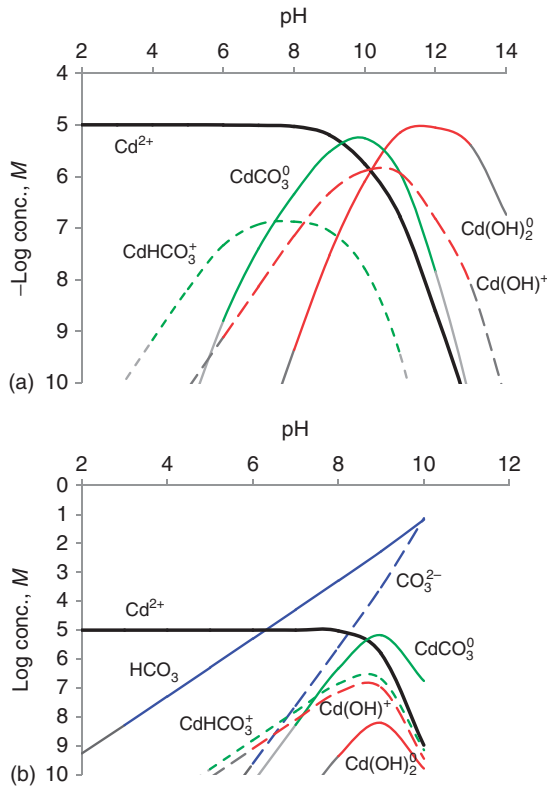 pH
2 4 6 8 10 12 14
4
5
6
7
8
9
10
−Log conc., M
Cd²⁺
CdCO₃⁰
CdHCO₃⁺
Cd(OH)₂⁰
Cd(OH)⁺
(a)
pH
2 4 6 8 10 12
0
1
2
3
4
5
6
7
8
9
10
Log conc., M
Cd²⁺
HCO₃
CO₃²⁻
CdCO₃⁰
CdHCO₃⁺
Cd(OH)⁺
Cd(OH)₂⁰
(b)